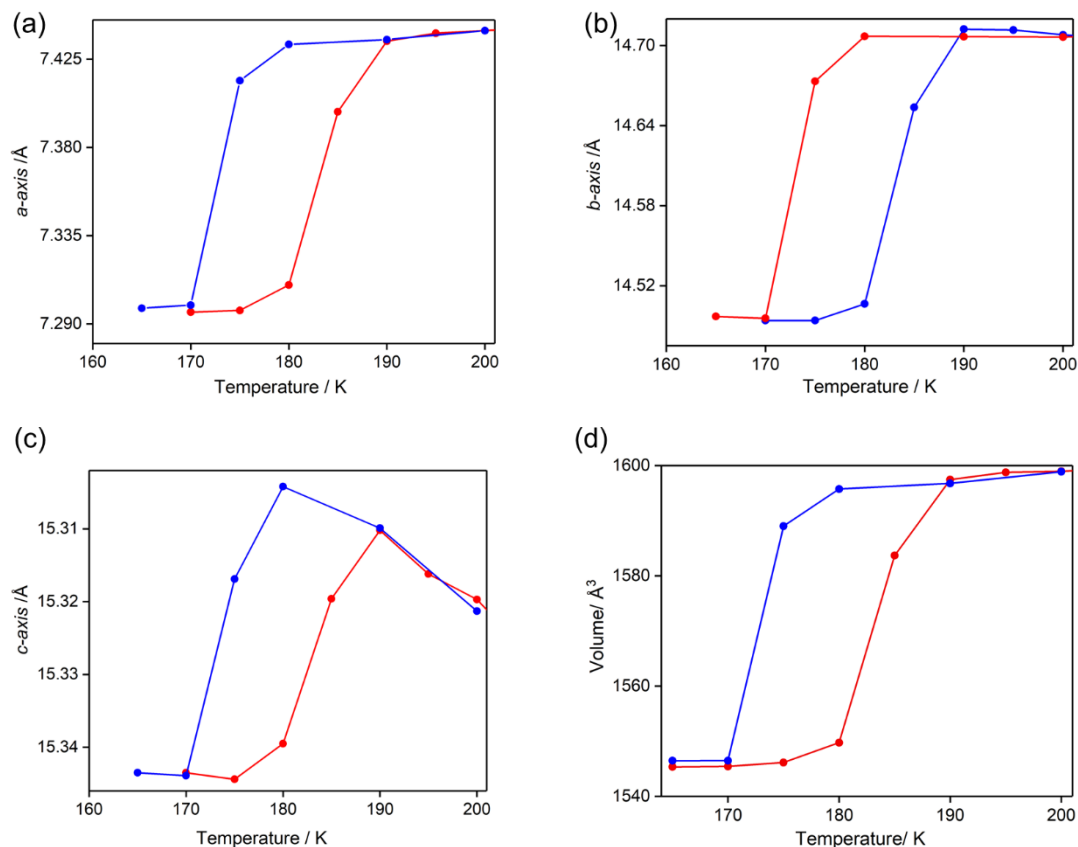 (a)
a-axis /Å
7.425
7.380
7.335
7.290
160 170 180 190 200
Temperature / K
(b)
b-axis /Å
14.70
14.64
14.58
14.52
160 170 180 190 200
Temperature / K
(c)
c-axis /Å
15.31
15.32
15.33
15.34
160 170 180 190 200
Temperature / K
(d)
Volume/ Å³
1600
1580
1560
1540
170 180 190 200
Temperature/ K